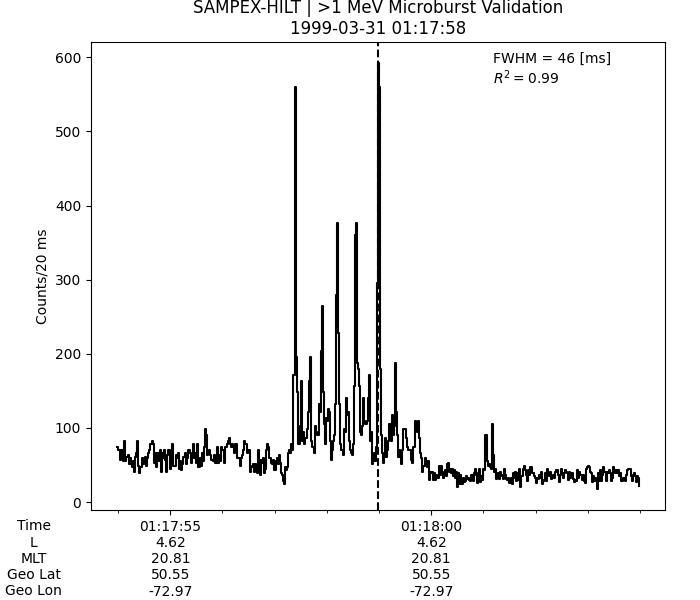 SAMPEX-HILT | >1 MeV Microburst Validation
1999-03-31 01:17:58
FWHM = 46 [ms]
R² = 0.99
600
500
400
300
200
100
0
Counts/20 ms
Time 01:17:55 01:18:00
L 4.62 4.62
MLT 20.81 20.81
Geo Lat 50.55 50.55
Geo Lon -72.97 -72.97